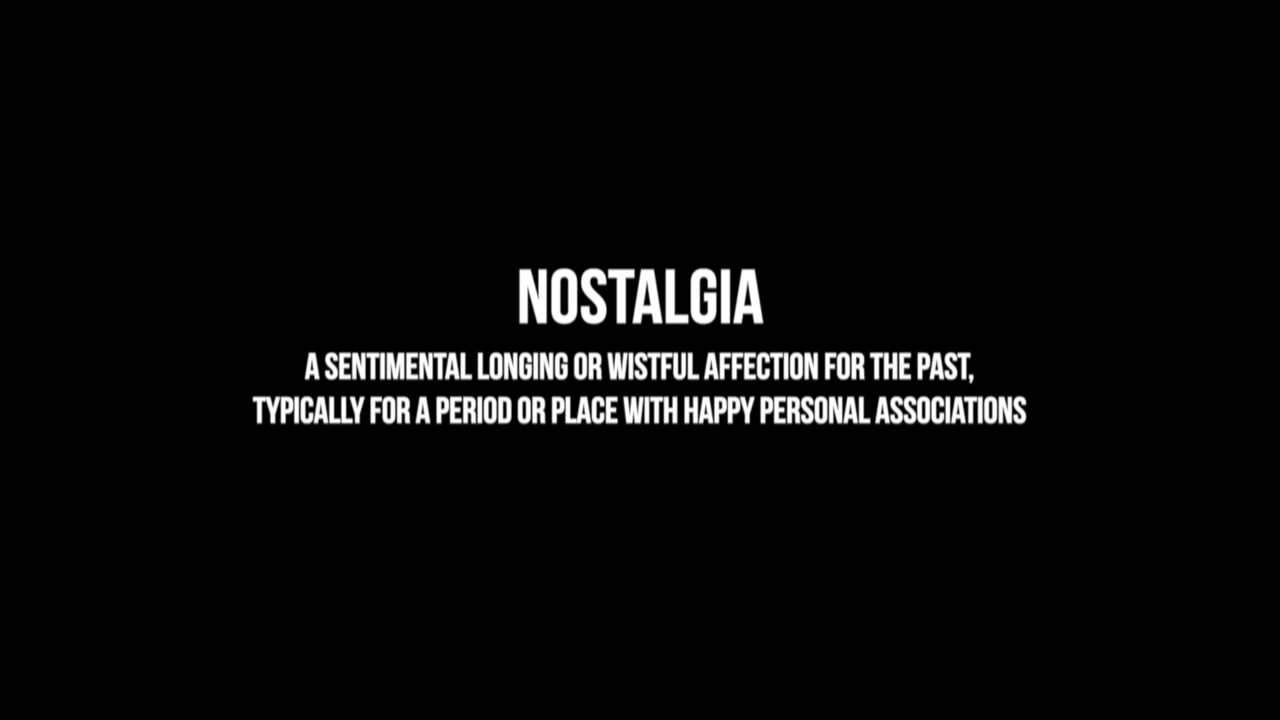 NOSTALGIA
A SENTIMENTAL LONGING OR WISTFUL AFFECTION FOR THE PAST,
TYPICALLY FOR A PERIOD OR PLACE WITH HAPPY PERSONAL ASSOCIATIONS